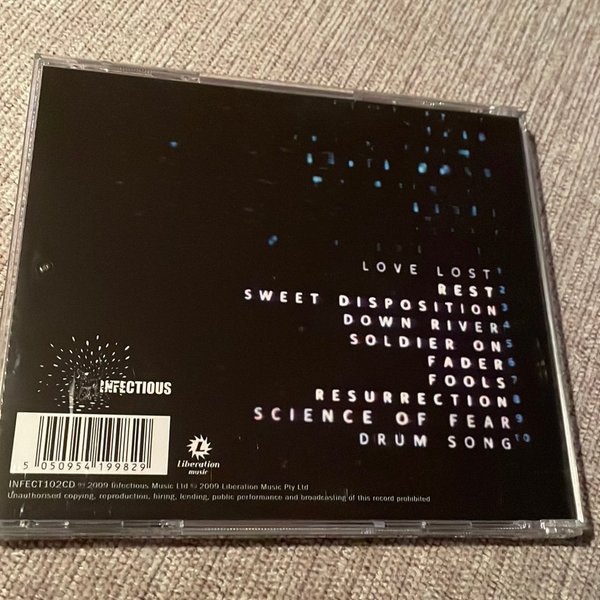 LOVE LOST 1
REST 2
SWEET DISPOSITION 3
DOWN RIVER 4
SOLDIER ON 5
FADER 6
FOOLS 7
RESURRECTION 8
SCIENCE OF FEAR 9
DRUM SONG 10
INFECTIOUS
5 050954 199829
L
Liberation
music
INFECT102CD ℗ 2009 Infectious Music Ltd © 2009 Liberation Music Pty Ltd
Unauthorised copying, reproduction, hiring, lending, public performance and broadcasting of this record prohibited